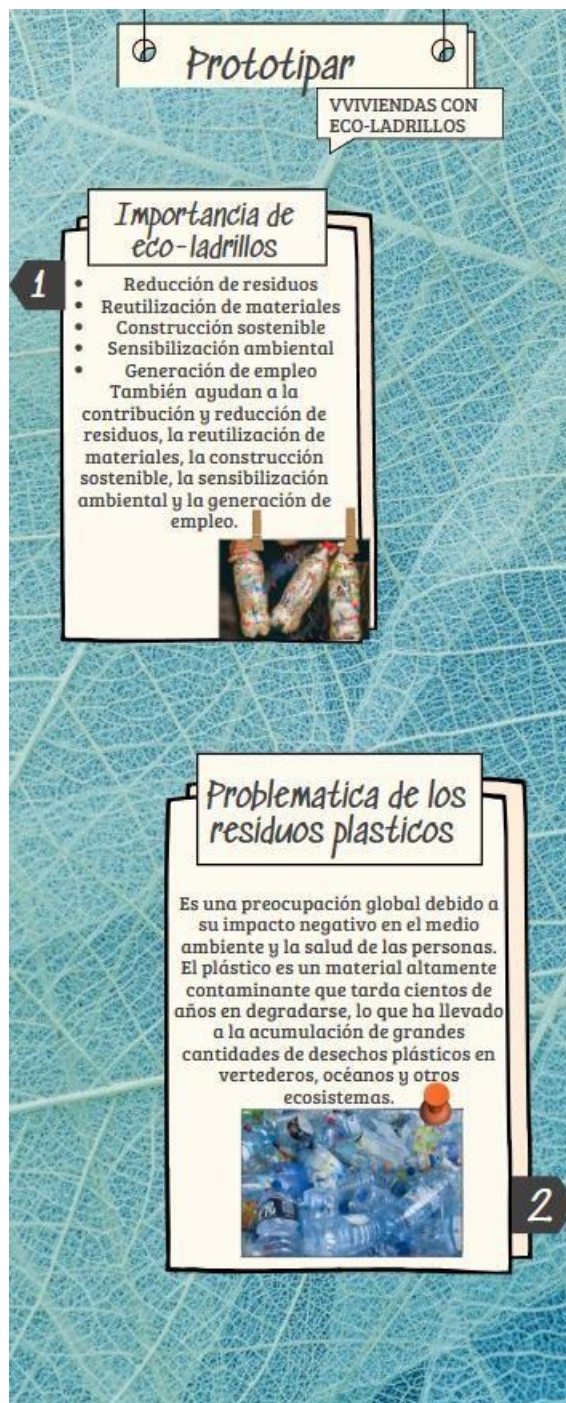 Prototipar
VVIVIENDAS CON
ECO-LADRILLOS
Importancia de
eco-ladrillos
1
• Reducción de residuos
• Reutilización de materiales
• Construcción sostenible
• Sensibilización ambiental
• Generación de empleo
También ayudan a la
contribución y reducción de
residuos, la reutilización de
materiales, la construcción
sostenible, la sensibilización
ambiental y la generación de
empleo.
Problematica de los
residuos plasticos
Es una preocupación global debido a
su impacto negativo en el medio
ambiente y la salud de las personas.
El plástico es un material altamente
contaminante que tarda cientos de
años en degradarse, lo que ha llevado
a la acumulación de grandes
cantidades de desechos plásticos en
vertederos, océanos y otros
ecosistemas.
2